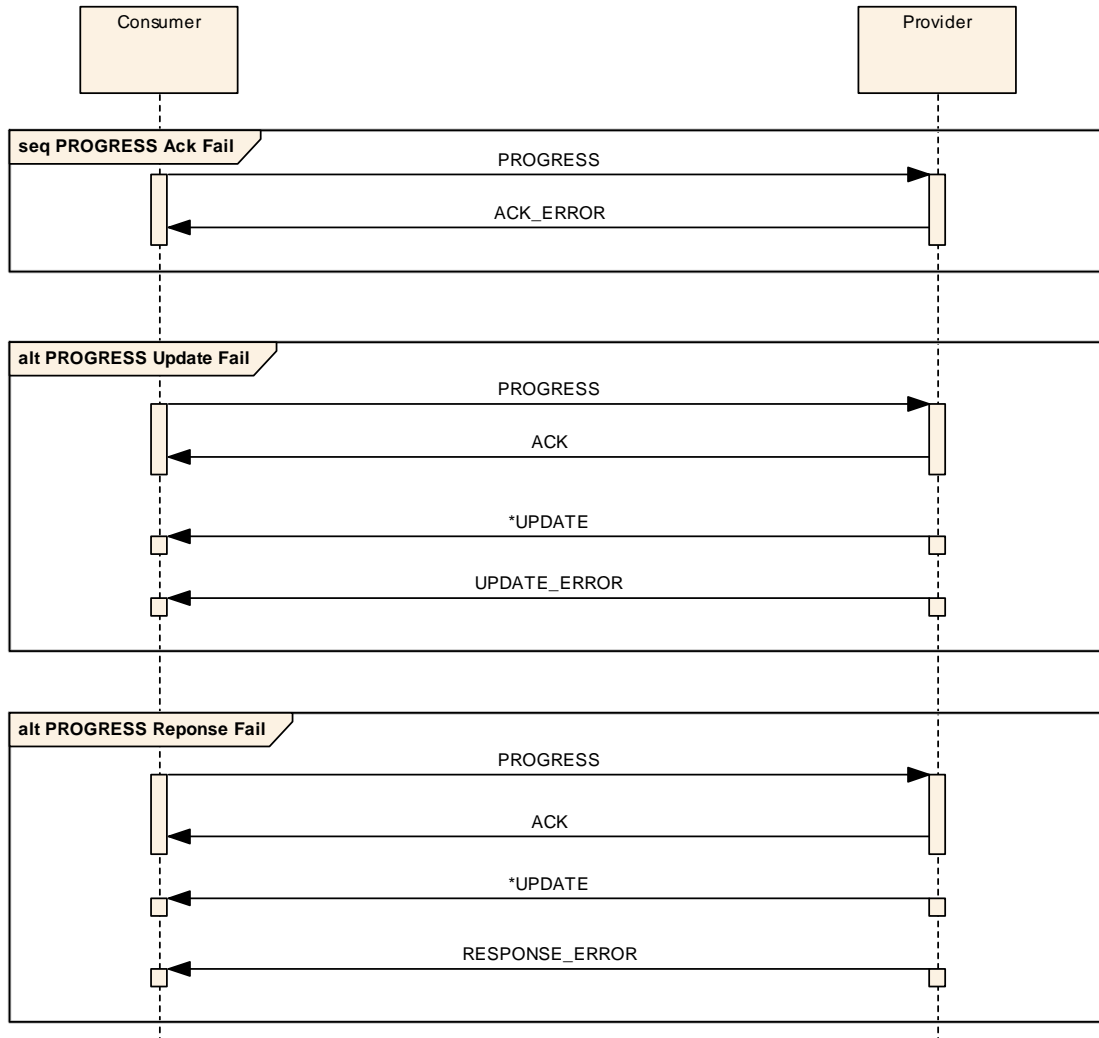 Consumer
Provider
seq PROGRESS Ack Fail
PROGRESS
ACK_ERROR
alt PROGRESS Update Fail
PROGRESS
ACK
*UPDATE
UPDATE_ERROR
alt PROGRESS Reponse Fail
PROGRESS
ACK
*UPDATE
RESPONSE_ERROR